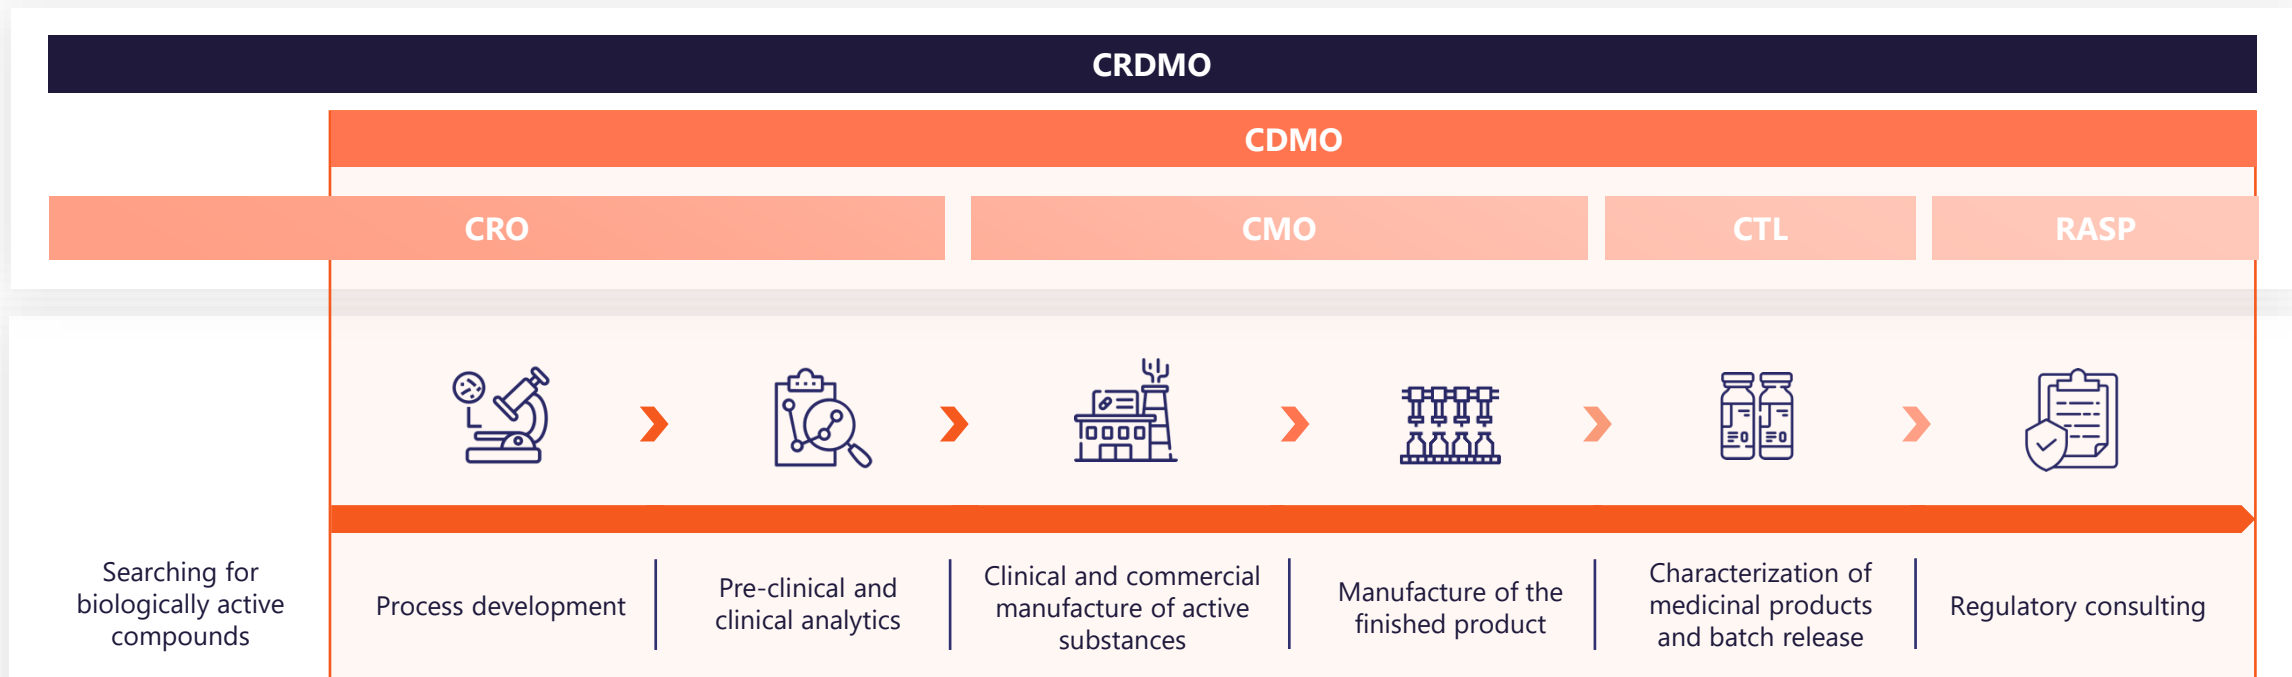 CRDMO
CDMO
CRO
CMO
CTL
RASP
Searching for
biologically active
compounds
Process development
Pre-clinical and
clinical analytics
Clinical and commercial
manufacture of active
substances
Manufacture of the
finished product
Characterization of
medicinal products
and batch release
Regulatory consulting